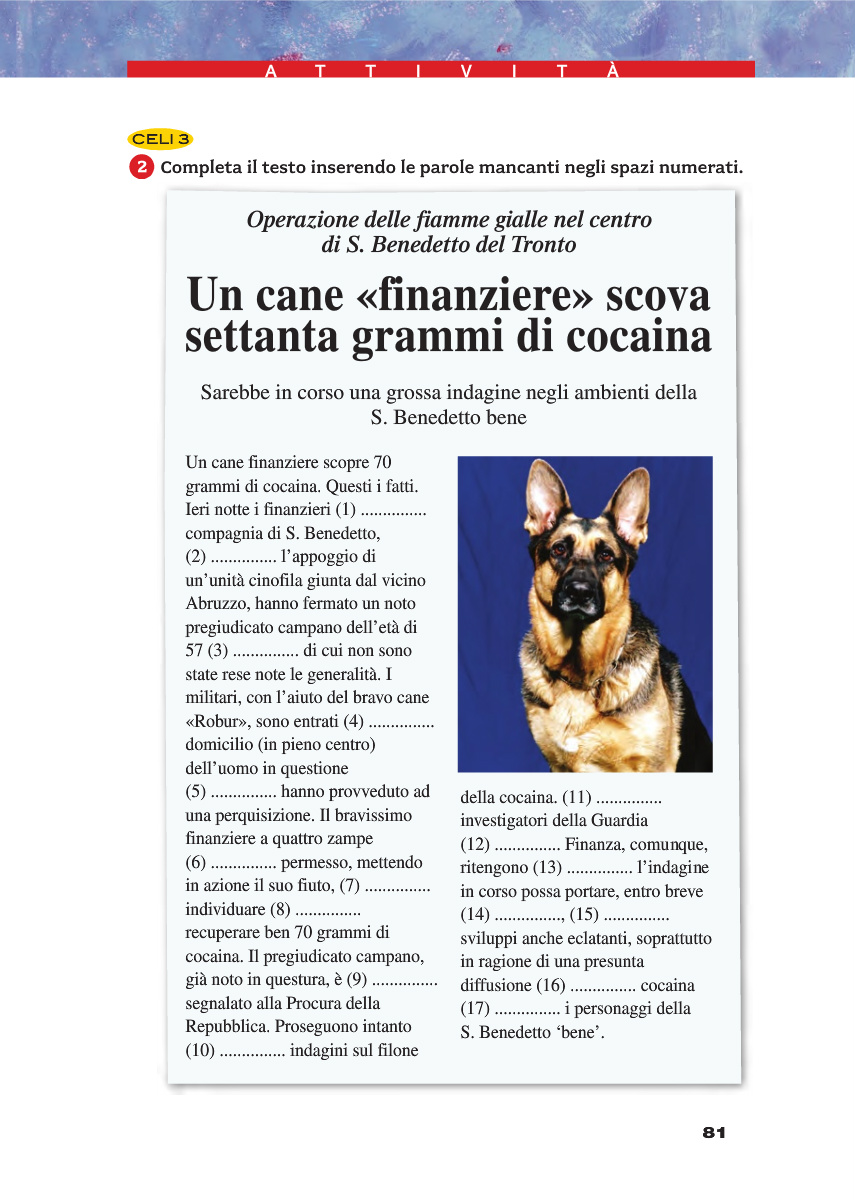 ATTIVITÀ
CELI 3
2 Completa il testo inserendo le parole mancanti negli spazi numerati.
Operazione delle fiamme gialle nel centro
di S. Benedetto del Tronto
Un cane «finanziere» scova
settanta grammi di cocaina
Sarebbe in corso una grossa indagine negli ambienti della
S. Benedetto bene
Un cane finanziere scopre 70
grammi di cocaina. Questi i fatti.
Ieri notte i finanzieri (1) ...............
compagnia di S. Benedetto,
(2) ............... l'appoggio di
un'unità cinofila giunta dal vicino
Abruzzo, hanno fermato un noto
pregiudicato campano dell'età di
57 (3) ............... di cui non sono
state rese note le generalità. I
militari, con l'aiuto del bravo cane
«Robur», sono entrati (4) ...............
domicilio (in pieno centro)
dell'uomo in questione
(5) ............... hanno provveduto ad
una perquisizione. Il bravissimo
finanziere a quattro zampe
(6) ............... permesso, mettendo
in azione il suo fiuto, (7) ...............
individuare (8) ...............
recuperare ben 70 grammi di
cocaina. Il pregiudicato campano,
già noto in questura, è (9) ...............
segnalato alla Procura della
Repubblica. Proseguono intanto
(10) ............... indagini sul filone
della cocaina. (11) ...............
investigatori della Guardia
(12) ............... Finanza, comunque,
ritengono (13) ............... l'indagine
in corso possa portare, entro breve
(14) ..............., (15) ...............
sviluppi anche eclatanti, soprattutto
in ragione di una presunta
diffusione (16) ............... cocaina
(17) ............... i personaggi della
S. Benedetto 'bene'.
81